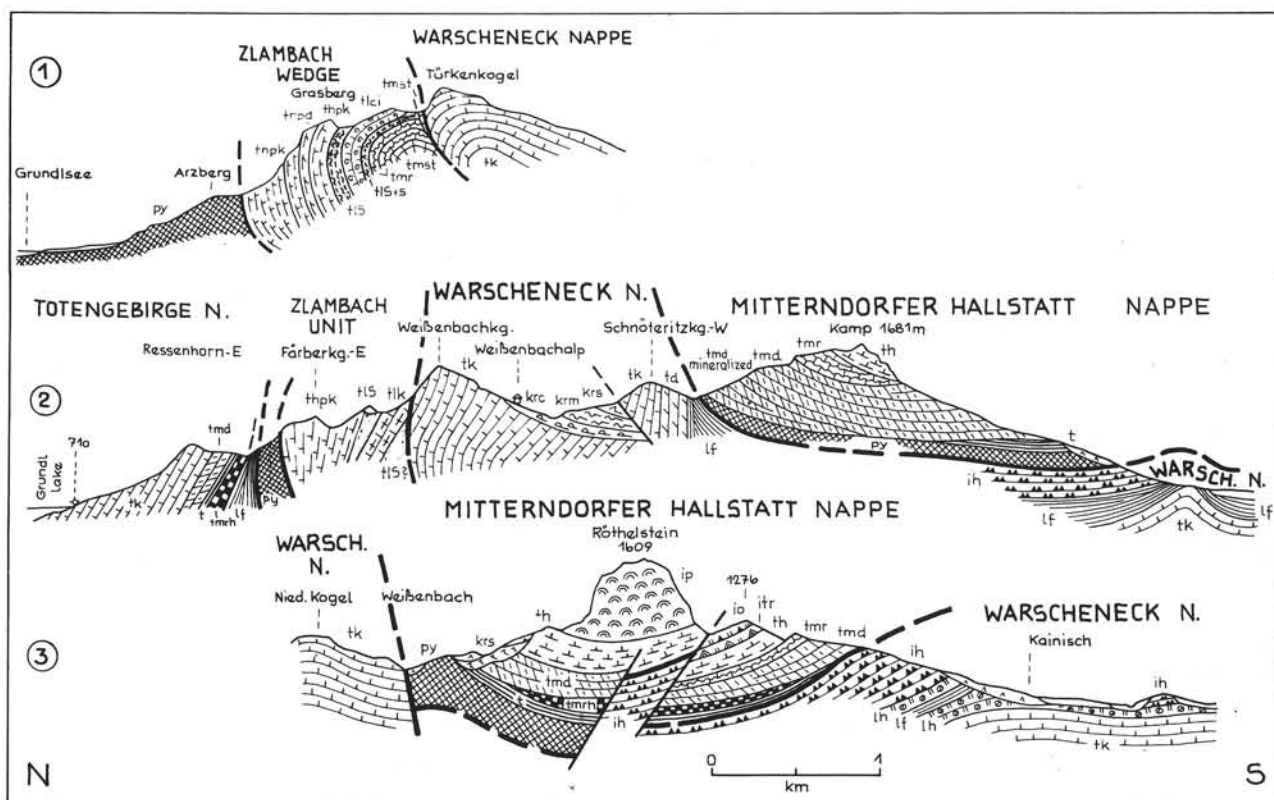 1
WARSCHENECK NAPPE
ZLAMBACH
WEDGE
Grasberg
tmst
Türkenkogel
thpk
tlci
tnpk
tk
tmst
tmr
tlS+s
tlS
Grundlsee
Arzberg
py
2
TOTENGEBIRGE N.
ZLAMBACH
UNIT
WARSCHENECK N.
MITTERNDORFER HALLSTATT NAPPE
Ressenhorn-E
Färberkg.-E
Weißenbachkg.
Weißenbachalp
Schnöteritzkg.-W
Kamp 1681m
tmd
mineralized
tmd
tmr
th
thpk
tlS
tlk
tk
krc
krm
krs
tk
td
710
tmd
Grundl
lake
tk
t
tmrh
lf
py
tlS?
lf
py
t
ih
WARSCH. N.
lf
tk
lf
3
MITTERNDORFER HALLSTATT NAPPE
WARSCH.
N.
Röthelstein
1609
WARSCHENECK N.
Nied. Kogel
Weißenbach
tk
py
krs
th
ip
1276
io
itr
th
tmr
tmd
ih
Kainisch
ih
tmd
t
tmrh
ih
lh
lf
lh
tk
0
1
km
N
S